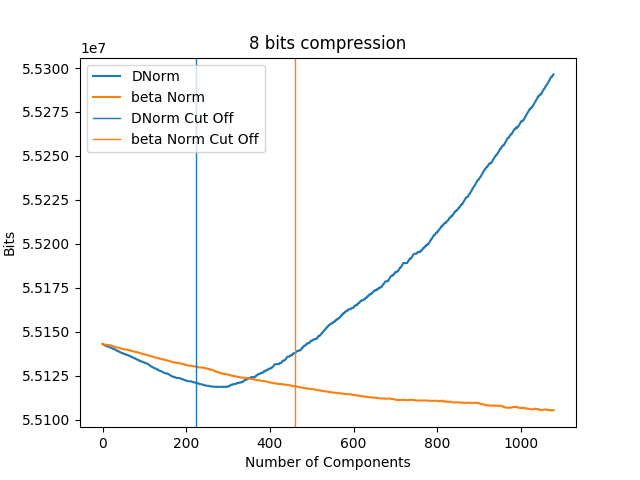 8 bits compression
1e7
5.5300
5.5275
5.5250
5.5225
5.5200
5.5175
5.5150
5.5125
5.5100
Bits
DNorm
beta Norm
DNorm Cut Off
beta Norm Cut Off
0 200 400 600 800 1000
Number of Components